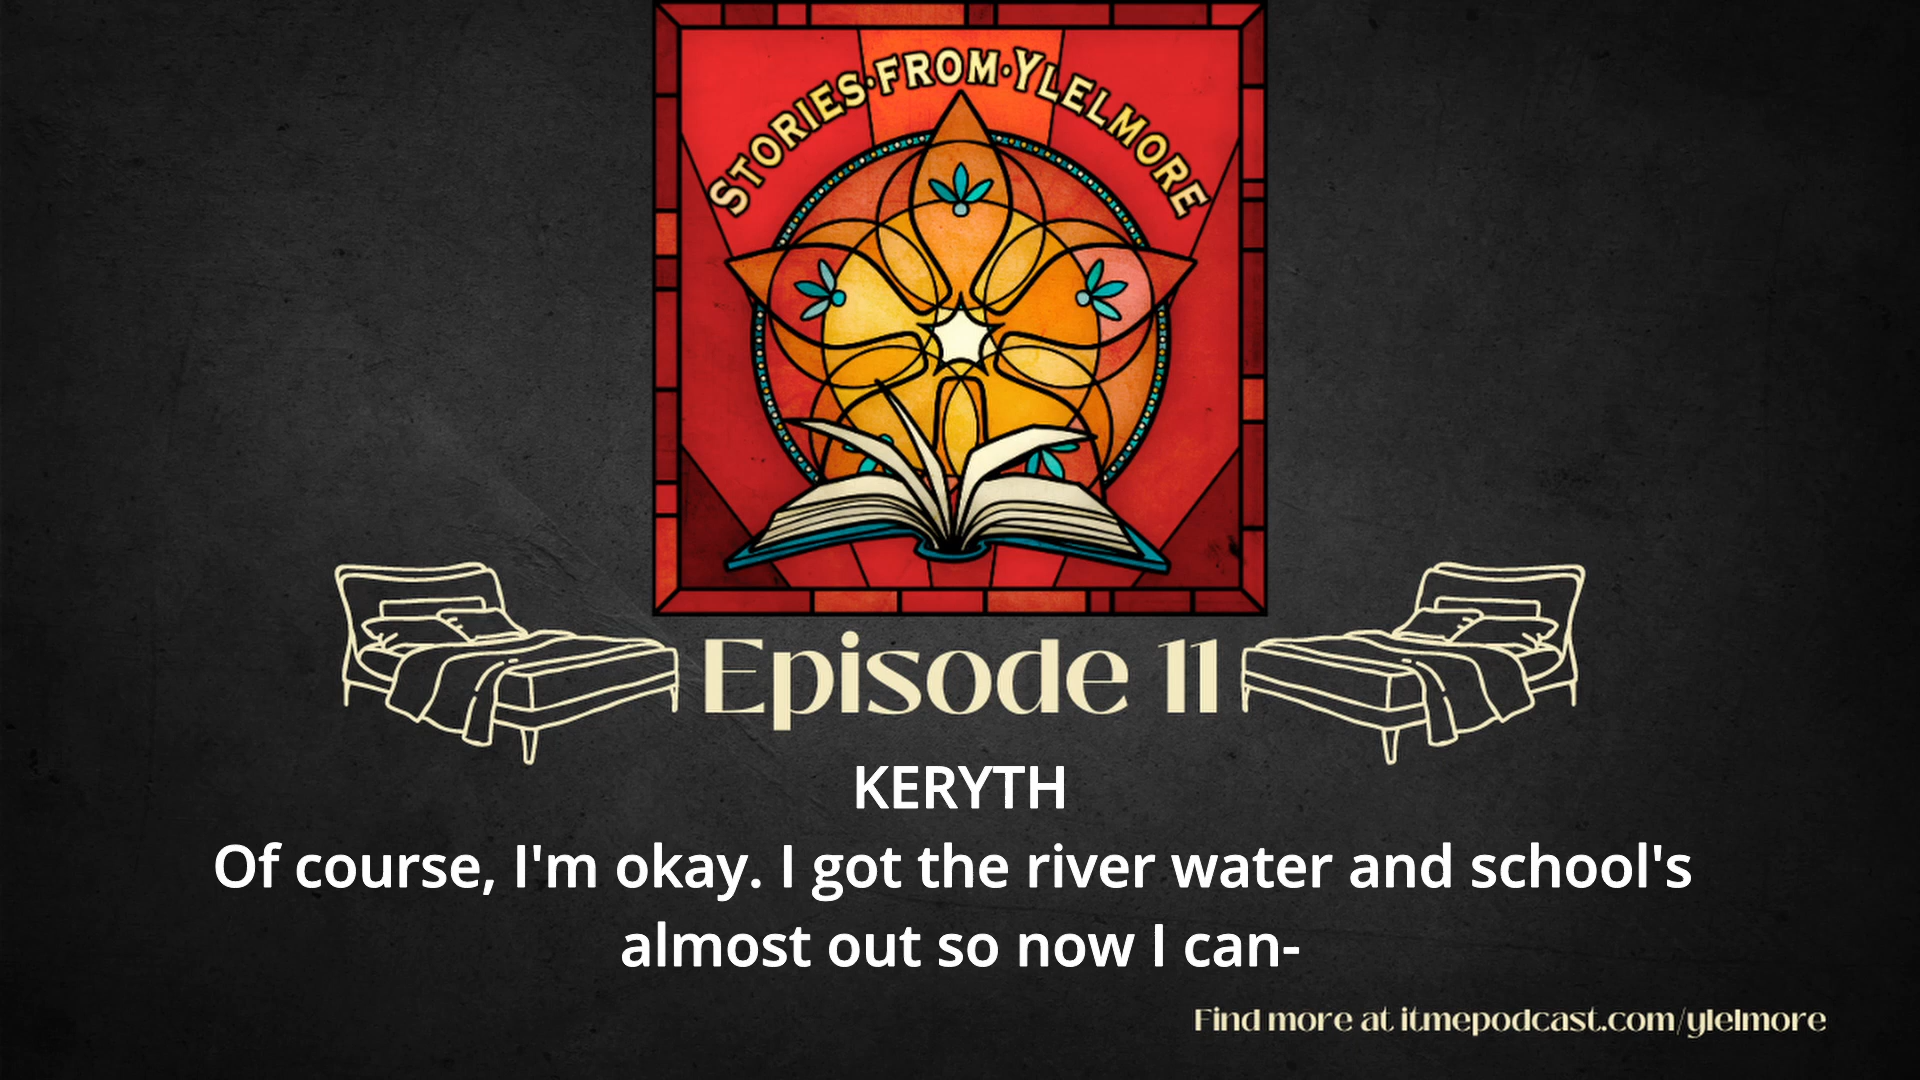 STORIES·FROM·YLELMORE
Episode 11
KERYTH
Of course, I'm okay. I got the river water and school's
almost out so now I can-
Find more at itmepodcast.com/ylelmore